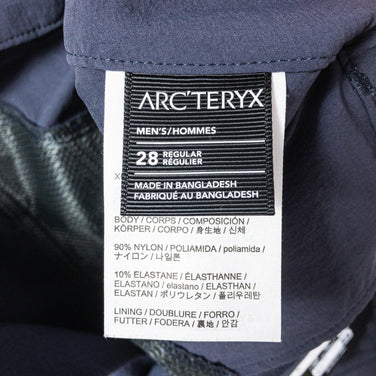 ARC'TERYX
MEN'S/HOMMES
28 REGULAR
RÉGULIER
MADE IN BANGLADESH
FABRIQUÉ AU BANGLADESH
BODY / CORPS / COMPOSICIÓN /
KÖRPER / CORPO / 身生地 / 신체
90% NYLON / POLIAMIDA / poliamida /
ナイロン / 나일론
10% ELASTANE / ÉLASTHANNE /
ELASTANO / elastano / ELASTHAN /
ELASTAN / ポリウレタン / 폴리우레탄
LINING / DOUBLURE / FORRO /
FUTTER / FODERA / 裏地 / 안감